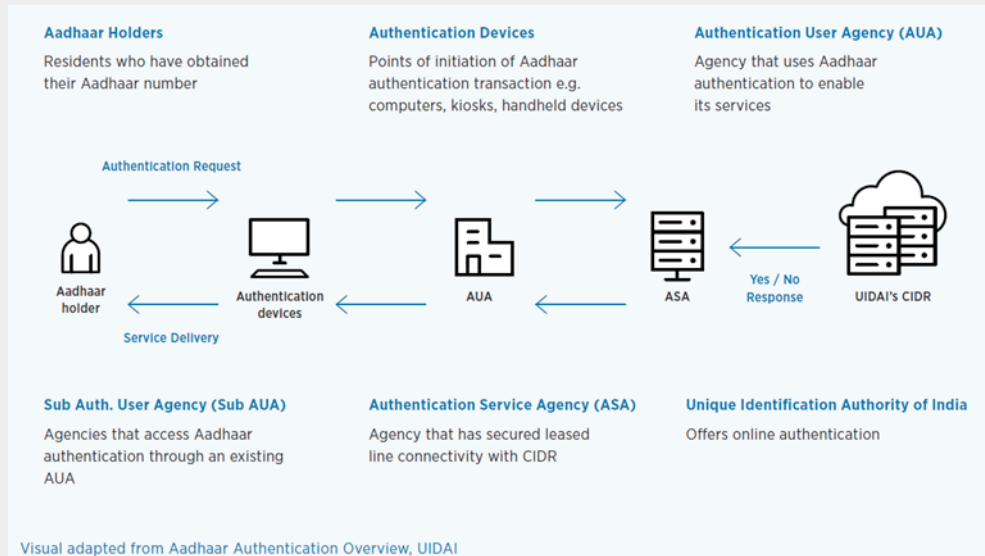 Aadhaar Holders
Residents who have obtained
their Aadhaar number
Authentication Devices
Points of initiation of Aadhaar
authentication transaction e.g.
computers, kiosks, handheld devices
Authentication User Agency (AUA)
Agency that uses Aadhaar
authentication to enable
its services
Authentication Request
Aadhaar
holder
Authentication
devices
AUA
ASA
Yes / No
Response
UIDAI's CIDR
Service Delivery
Sub Auth. User Agency (Sub AUA)
Agencies that access Aadhaar
authentication through an existing
AUA
Authentication Service Agency (ASA)
Agency that has secured leased
line connectivity with CIDR
Unique Identification Authority of India
Offers online authentication
Visual adapted from Aadhaar Authentication Overview, UIDAI